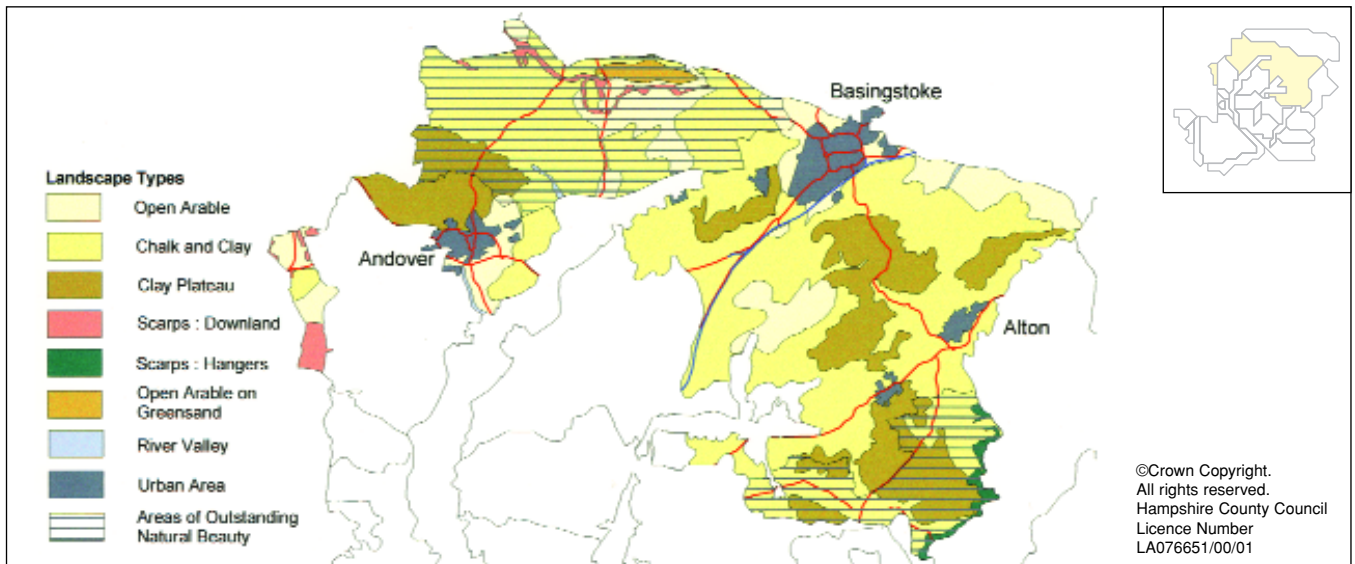 Basingstoke
Landscape Types
Open Arable
Chalk and Clay
Andover
Clay Plateau
Scarps : Downland
Alton
Scarps : Hangers
Open Arable on
Greensand
River Valley
Urban Area
Areas of Outstanding
Natural Beauty
©Crown Copyright.
All rights reserved.
Hampshire County Council
Licence Number
LA076651/00/01